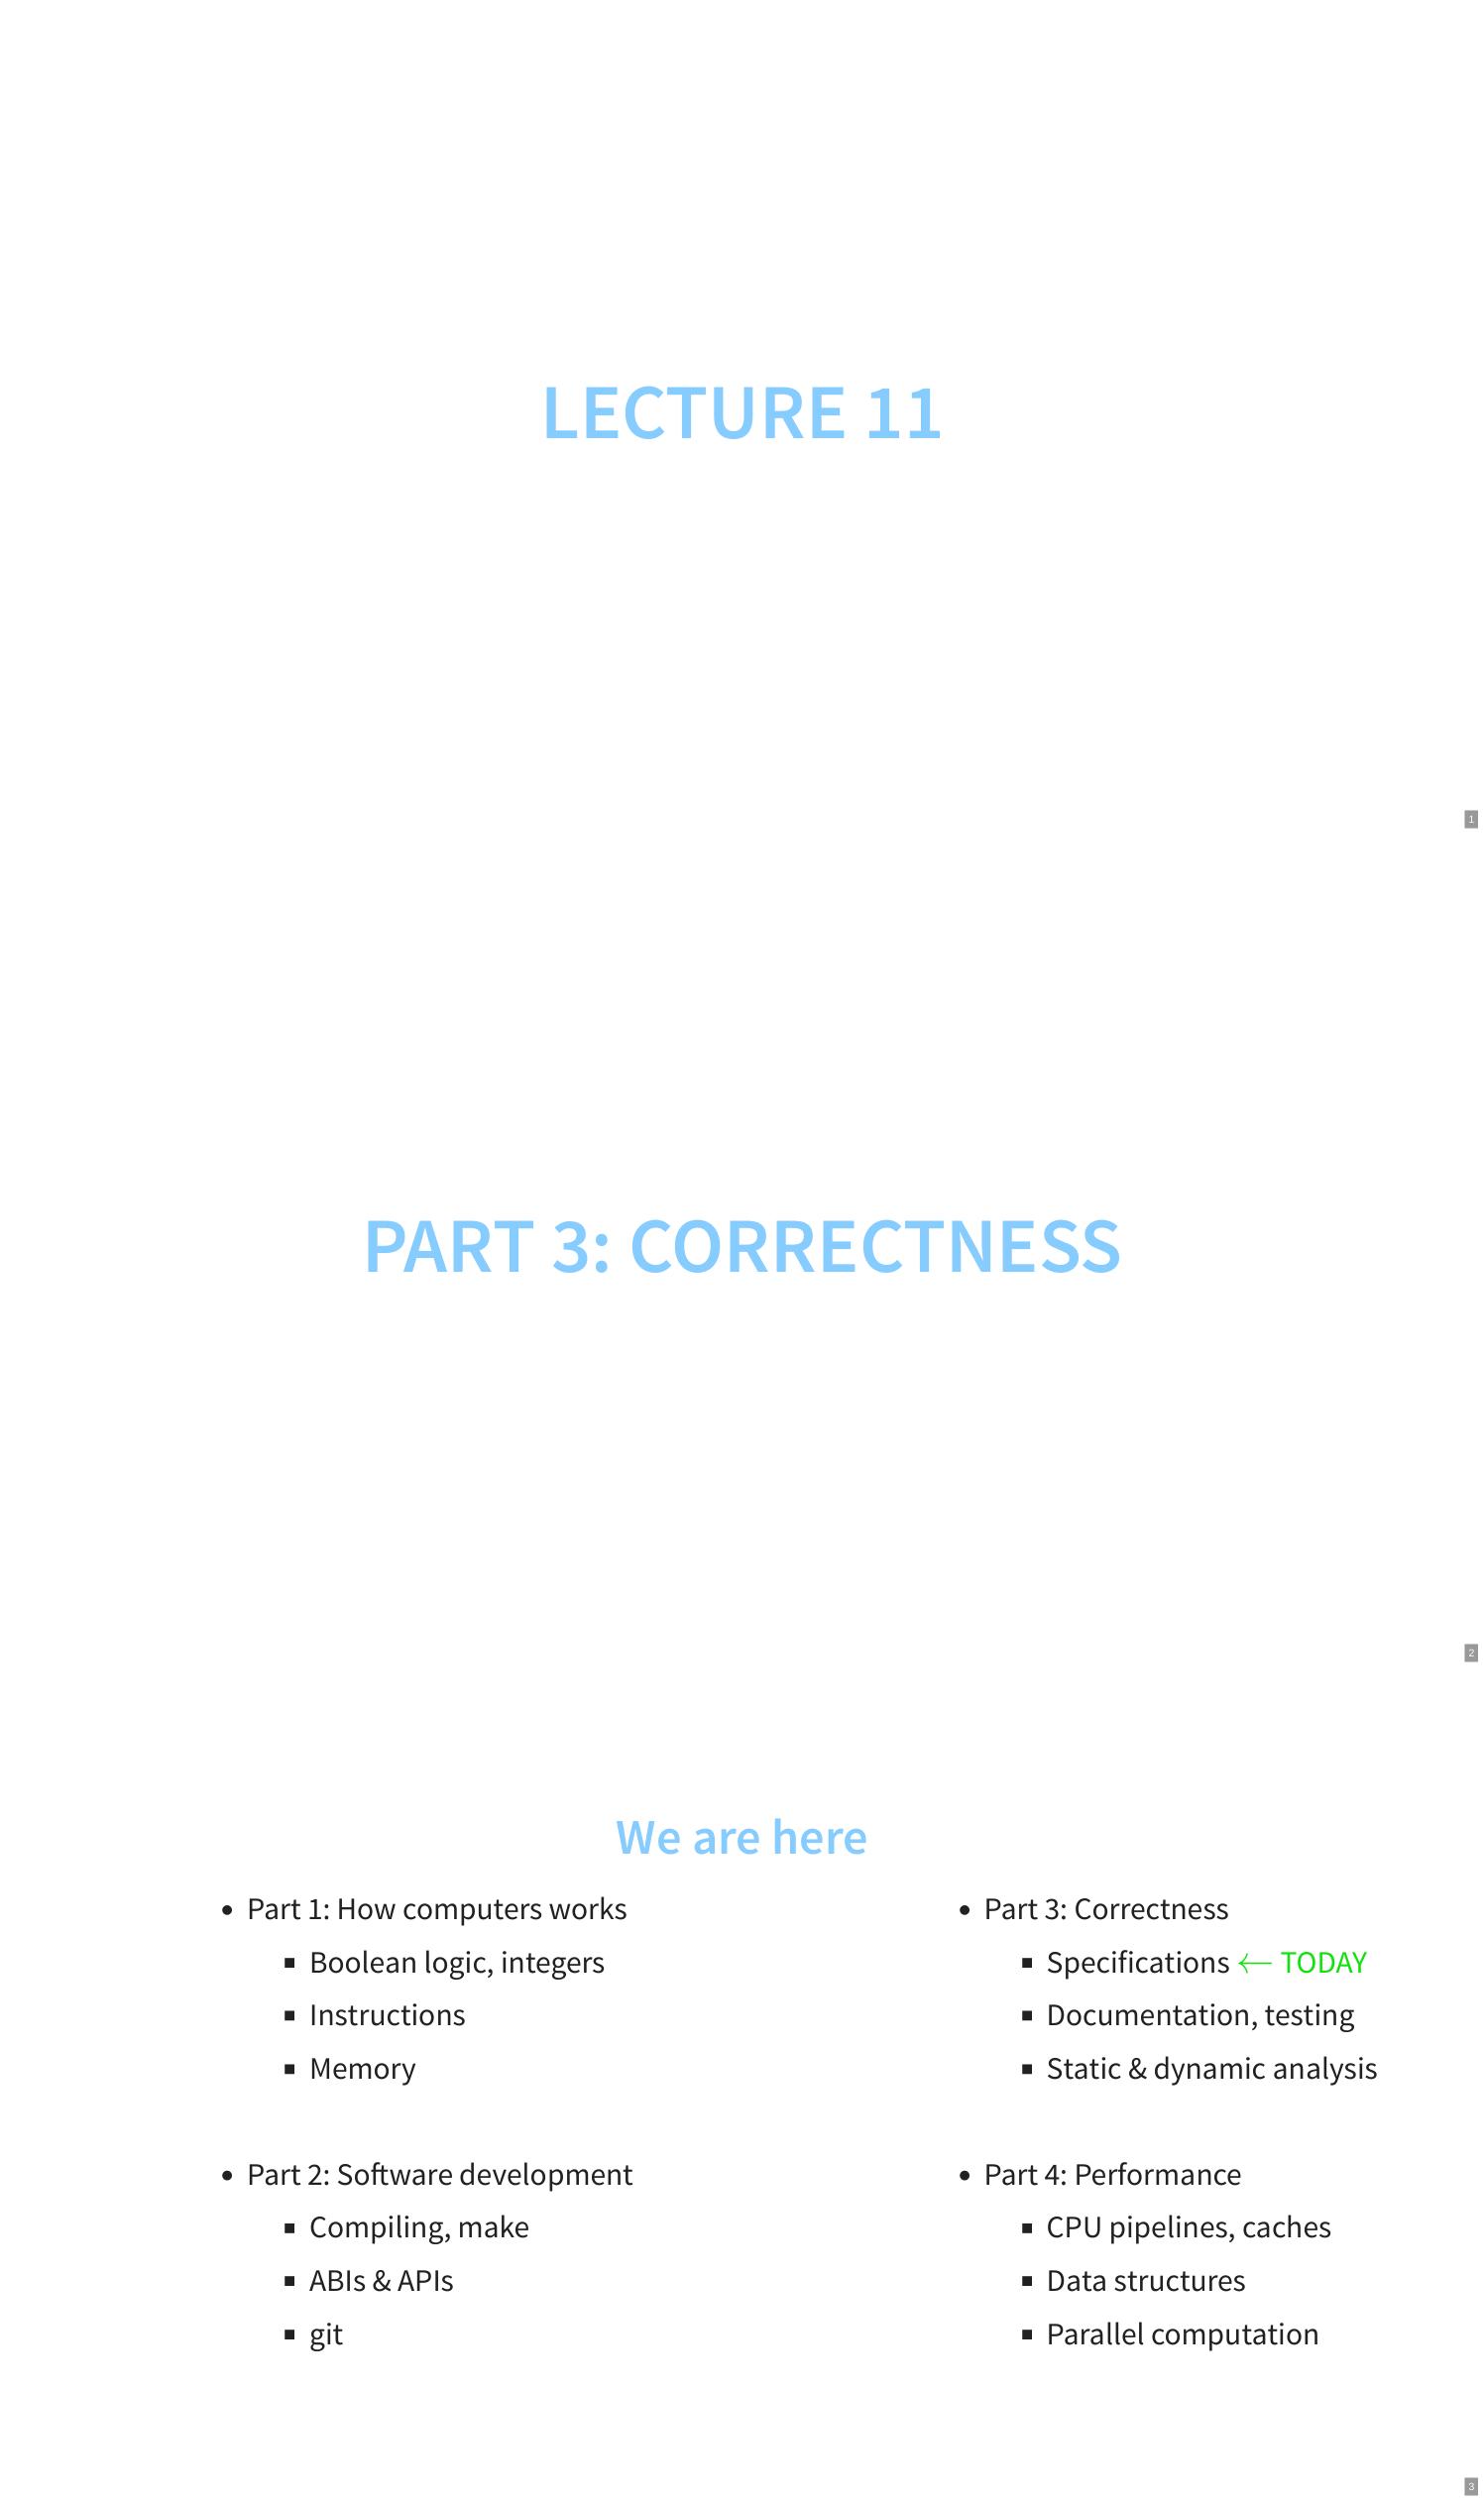 LECTURE 11
1
PART 3: CORRECTNESS
2
We are here
• Part 1: How computers works
▪ Boolean logic, integers
▪ Instructions
▪ Memory
• Part 2: Software development
▪ Compiling, make
▪ ABIs & APIs
▪ git
• Part 3: Correctness
▪ Specifications ← TODAY
▪ Documentation, testing
▪ Static & dynamic analysis
• Part 4: Performance
▪ CPU pipelines, caches
▪ Data structures
▪ Parallel computation
3